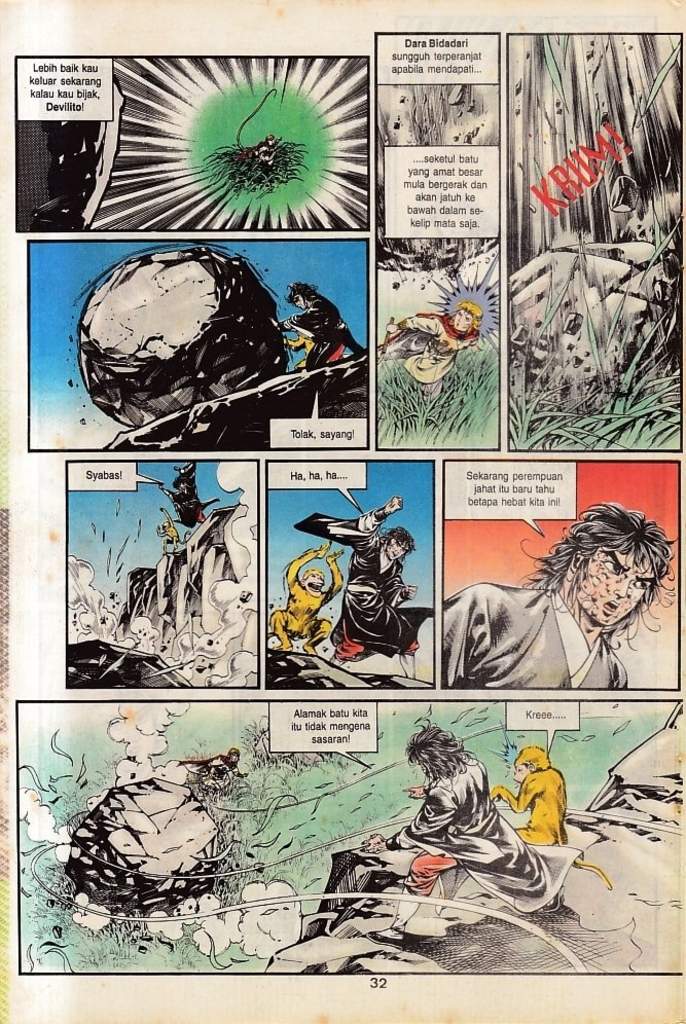 Lebih baik kau
keluar sekarang
kalau kau bijak,
Devilito!
Dara Bidadari
sungguh terperanjat
apabila mendapati...
....seketul batu
yang amat besar
mula bergerak dan
akan jatuh ke
bawah dalam se-
kelip mata saja.
KBUM!
Tolak, sayang!
Syabas!
Ha, ha, ha....
Sekarang perempuan
jahat itu baru tahu
betapa hebat kita ini!
Alamak batu kita
itu tidak mengena
sasaran!
Kreee.....
32